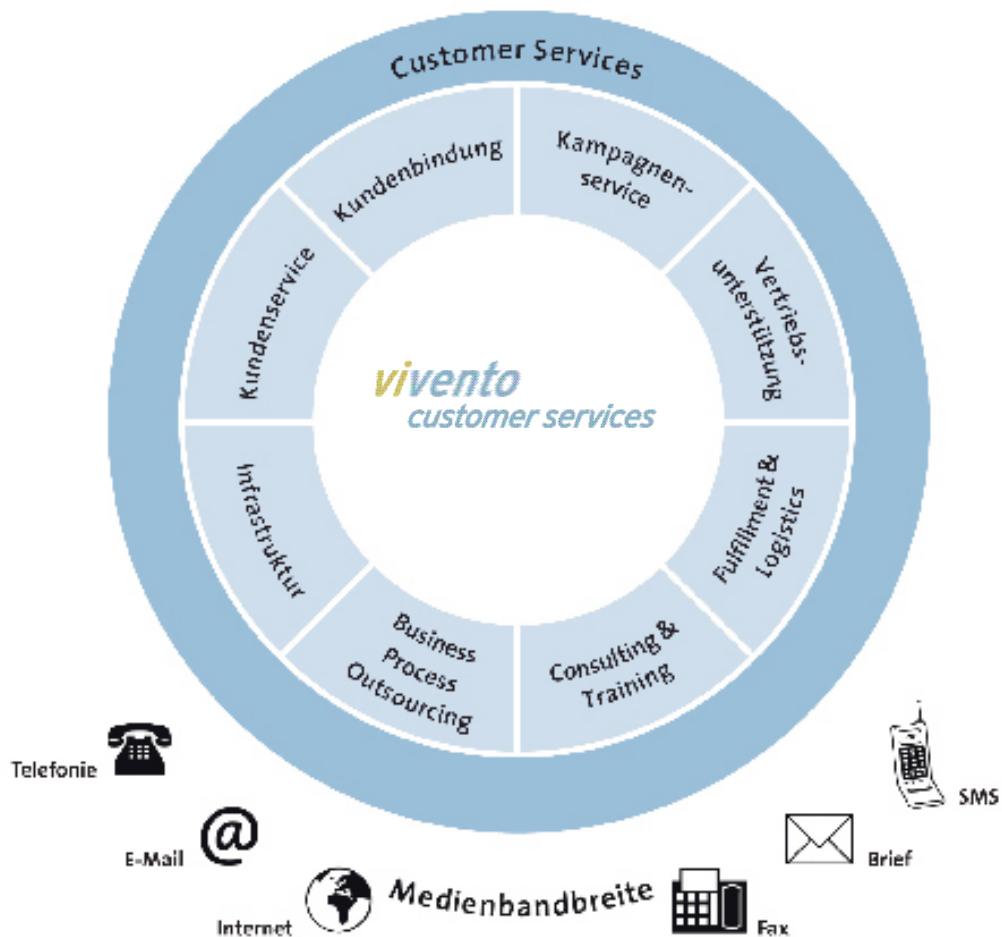 Customer Services
Kundenbindung
Kampagnen-
service
Kundenservice
Vertriebs-
unterstützung
vivento
customer services
Infrastruktur
Fulfillment &
Logistics
Business
Process
Outsourcing
Consulting &
Training
Telefonie
SMS
E-Mail
Brief
Internet
Medienbandbreite
Fax